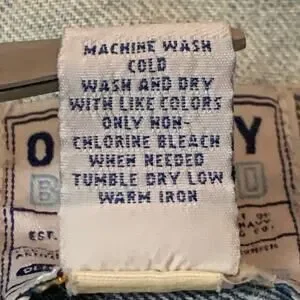 MACHINE WASH
COLD
WASH AND DRY
WITH LIKE COLORS
ONLY NON-
CHLORINE BLEACH
WHEN NEEDED
TUMBLE DRY LOW
WARM IRON
O Y
B D
EST.